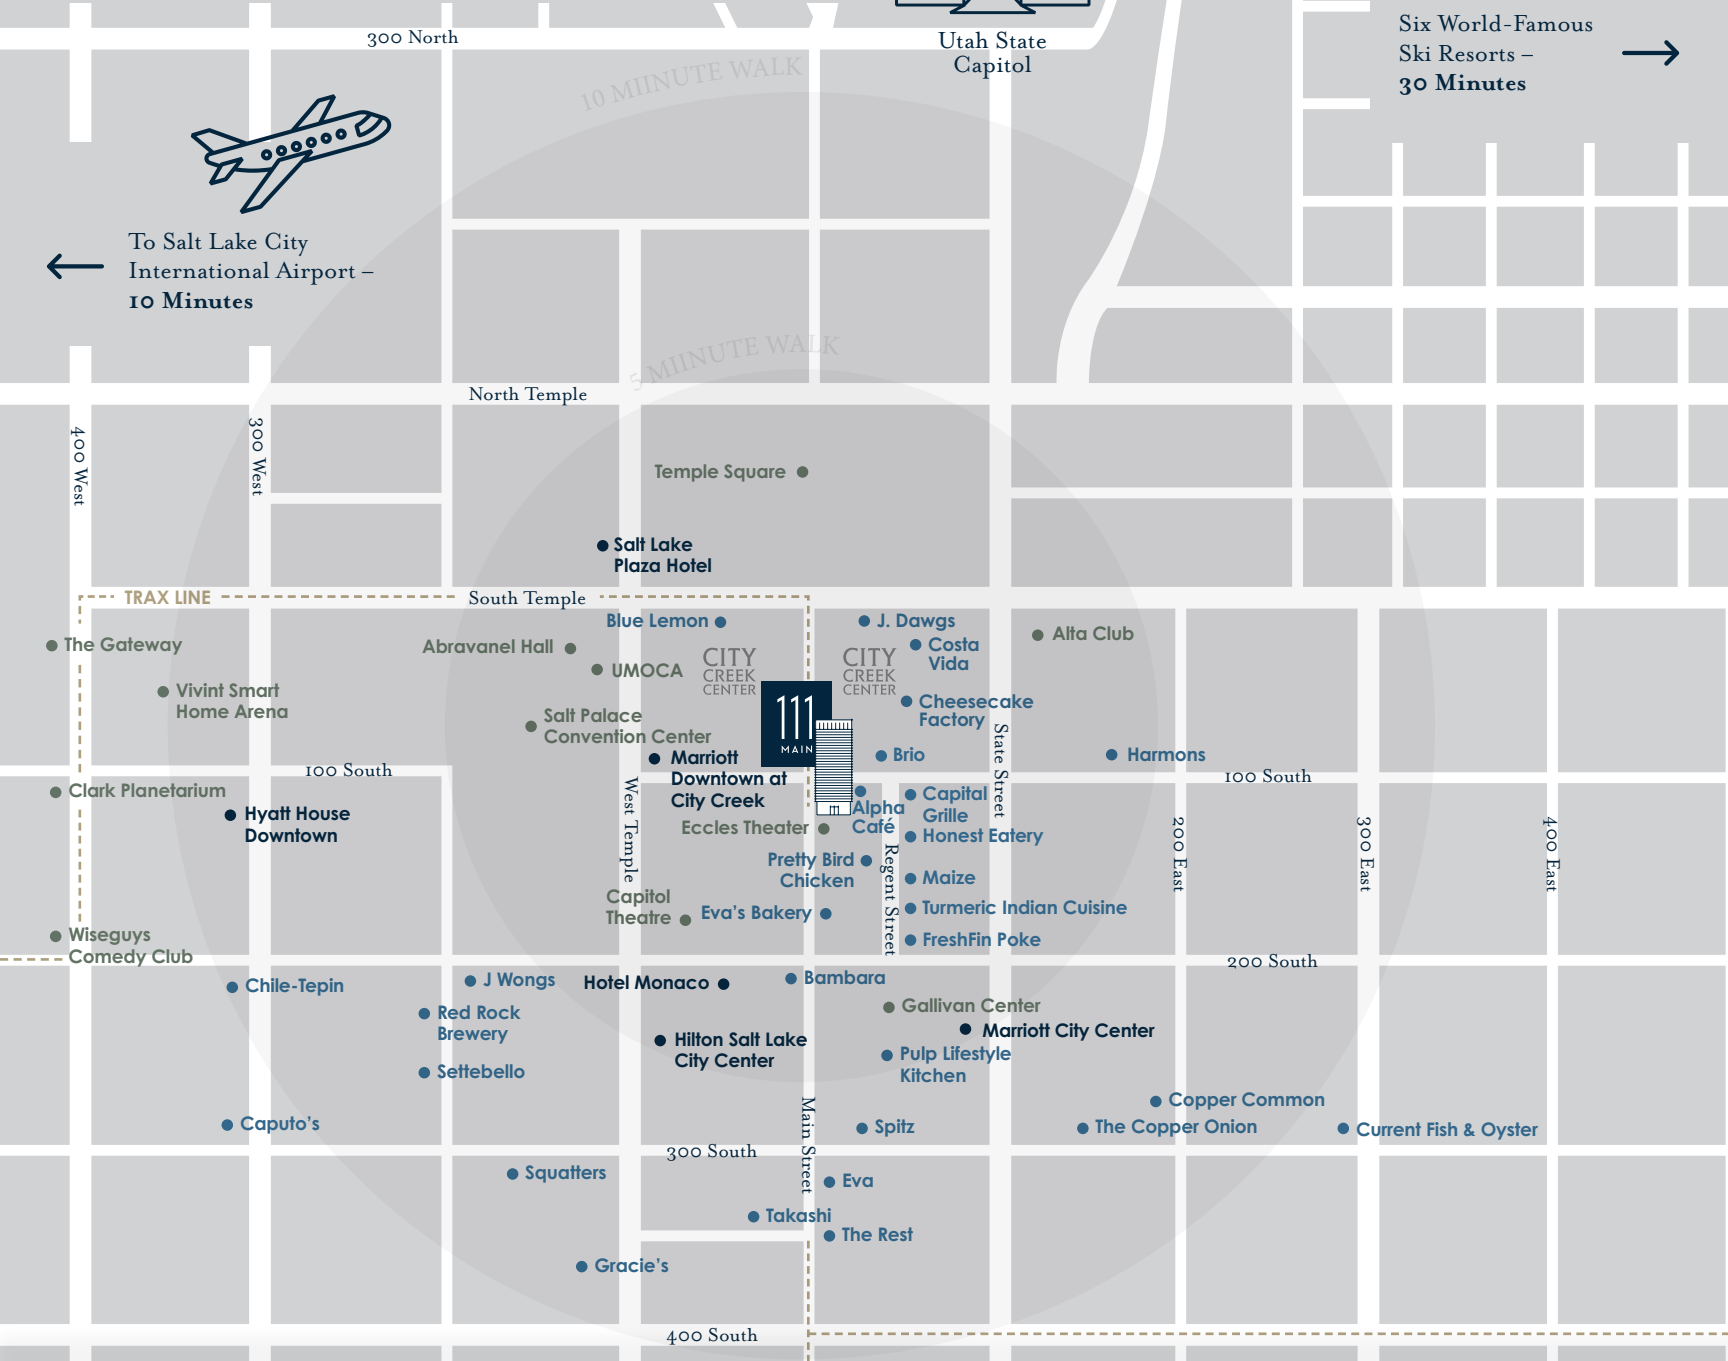 300 North
10 MIINUTE WALK
Utah State
Capitol
Six World-Famous
Ski Resorts –
30 Minutes
To Salt Lake City
International Airport –
10 Minutes
5 MIINUTE WALK
North Temple
400 West
300 West
Temple Square
Salt Lake
Plaza Hotel
TRAX LINE
South Temple
Blue Lemon
J. Dawgs
Alta Club
The Gateway
Abravanel Hall
Costa
Vida
UMOCA
CITY
CREEK
CENTER
CITY
CREEK
CENTER
Vivint Smart
Home Arena
Cheesecake
Factory
Salt Palace
Convention Center
111
MAIN
State Street
Marriott
Downtown at
City Creek
Brio
Harmons
100 South
100 South
West Temple
Clark Planetarium
Hyatt House
Downtown
Alpha
Café
Capital
Grille
Eccles Theater
Honest Eatery
200 East
300 East
400 East
Pretty Bird
Chicken
Regent Street
Maize
Capitol
Theatre
Eva's Bakery
Turmeric Indian Cuisine
FreshFin Poke
Wiseguys
Comedy Club
200 South
Chile-Tepin
J Wongs
Hotel Monaco
Bambara
Red Rock
Brewery
Gallivan Center
Marriott City Center
Hilton Salt Lake
City Center
Pulp Lifestyle
Kitchen
Settebello
Copper Common
Caputo's
Main Street
Spitz
The Copper Onion
Current Fish & Oyster
300 South
Squatters
Eva
Takashi
The Rest
Gracie's
400 South